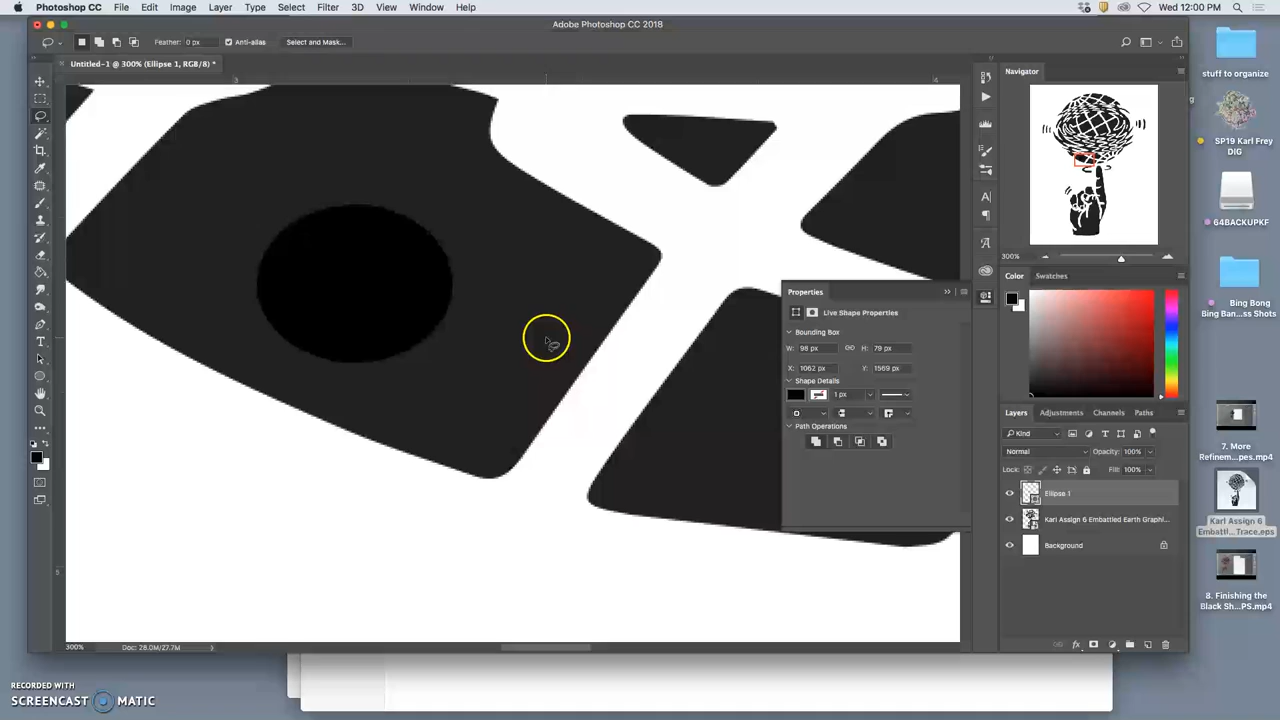 Photoshop CC File Edit Image Layer Type Select Filter 3D View Window Help Wed 12:00 PM
Adobe Photoshop CC 2018
Feather: 0 px Anti-alias Select and Mask...
Untitled-1 @ 300% (Ellipse 1, RGB/8) *
3 4
5
300% Doc: 28.0M/27.7M
Properties
Live Shape Properties
Bounding Box
W: 98 px H: 79 px
X: 1062 px Y: 1569 px
Shape Details
1 px
Path Operations
Navigator
300%
Color Swatches
Layers Adjustments Channels Paths
Kind
Normal Opacity: 100%
Lock: Fill: 100%
Ellipse 1
Karl Assign 6 Embattled Earth Graphi...
Background
stuff to organize
SP19 Karl Frey
DIG
64BACKUPKF
Bing Bong
Bing Ban...ss Shots
7. More
Refinem...pes.mp4
Karl Assign 6
Embattl...Trace.eps
8. Finishing the
Black Sh...PS.mp4
RECORDED WITH
SCREENCAST MATIC